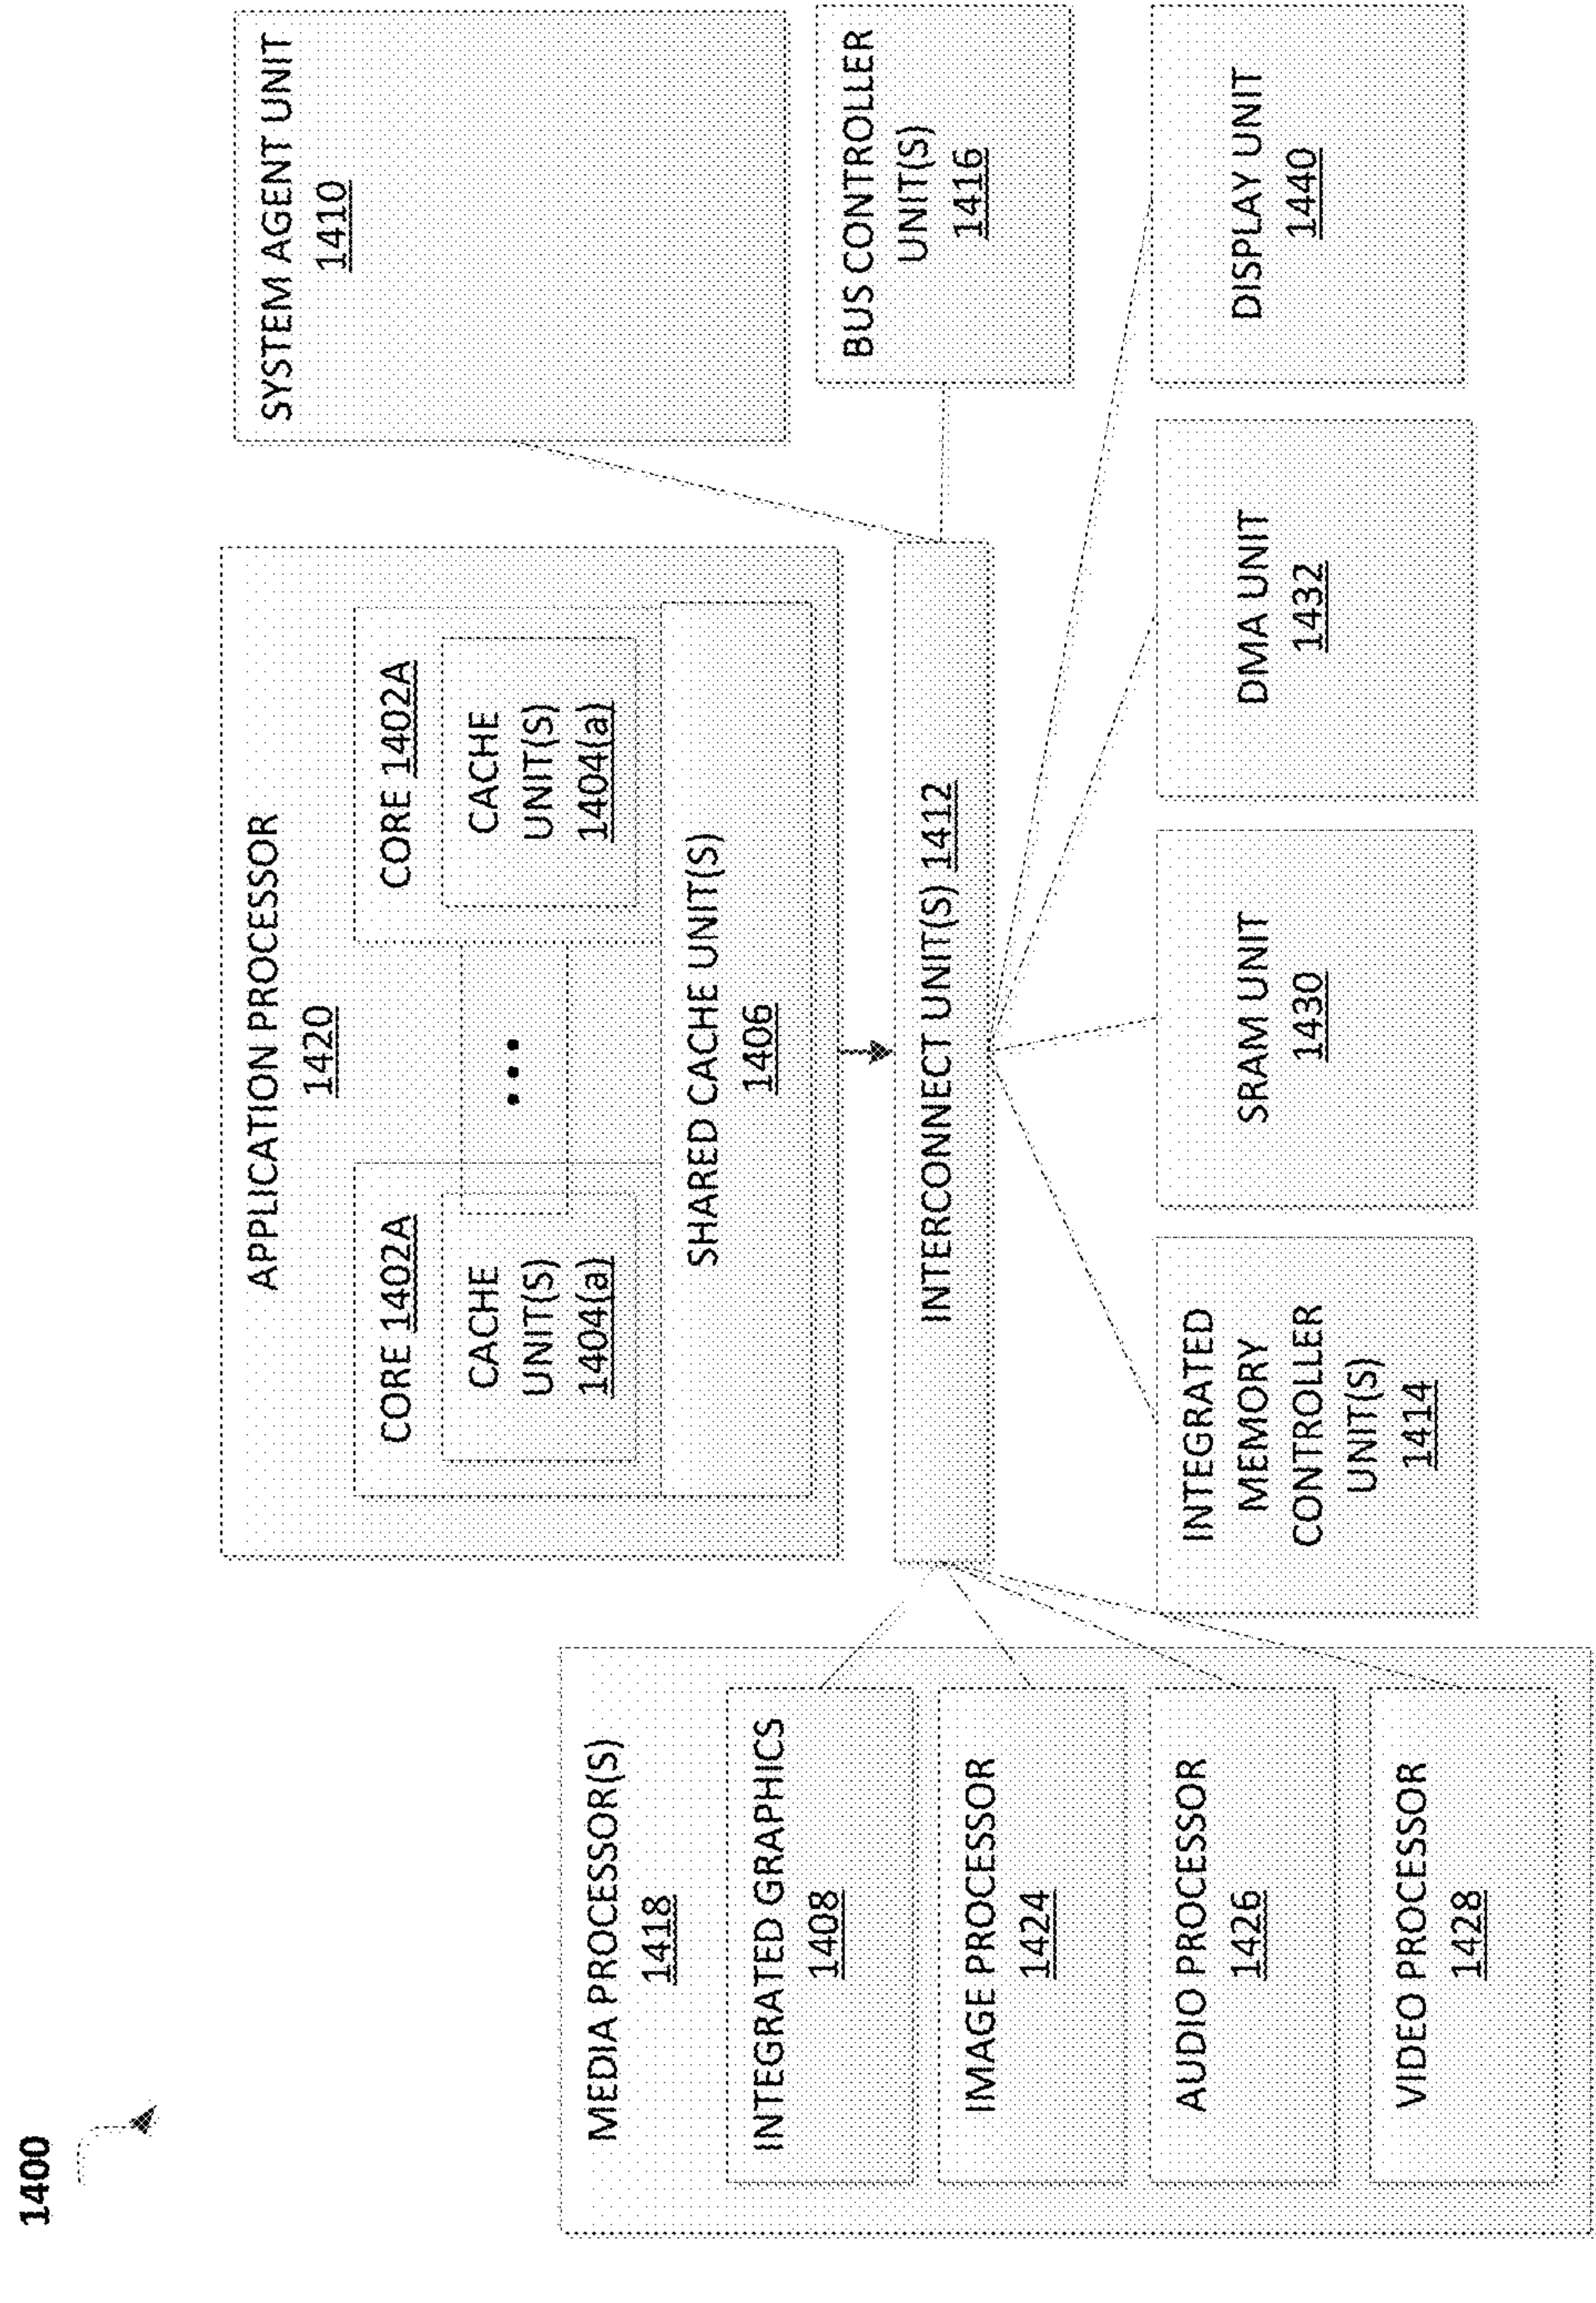 1400
APPLICATION PROCESSOR
1420
CORE 1402A
CACHE
UNIT(S)
1404(a)
...
CORE 1402A
CACHE
UNIT(S)
1404(a)
SHARED CACHE UNIT(S)
1406
SYSTEM AGENT UNIT
1410
MEDIA PROCESSOR(S)
1418
INTEGRATED GRAPHICS
1408
IMAGE PROCESSOR
1424
AUDIO PROCESSOR
1426
VIDEO PROCESSOR
1428
INTERCONNECT UNIT(S) 1412
BUS CONTROLLER
UNIT(S)
1416
INTEGRATED
MEMORY
CONTROLLER
UNIT(S)
1414
SRAM UNIT
1430
DMA UNIT
1432
DISPLAY UNIT
1440